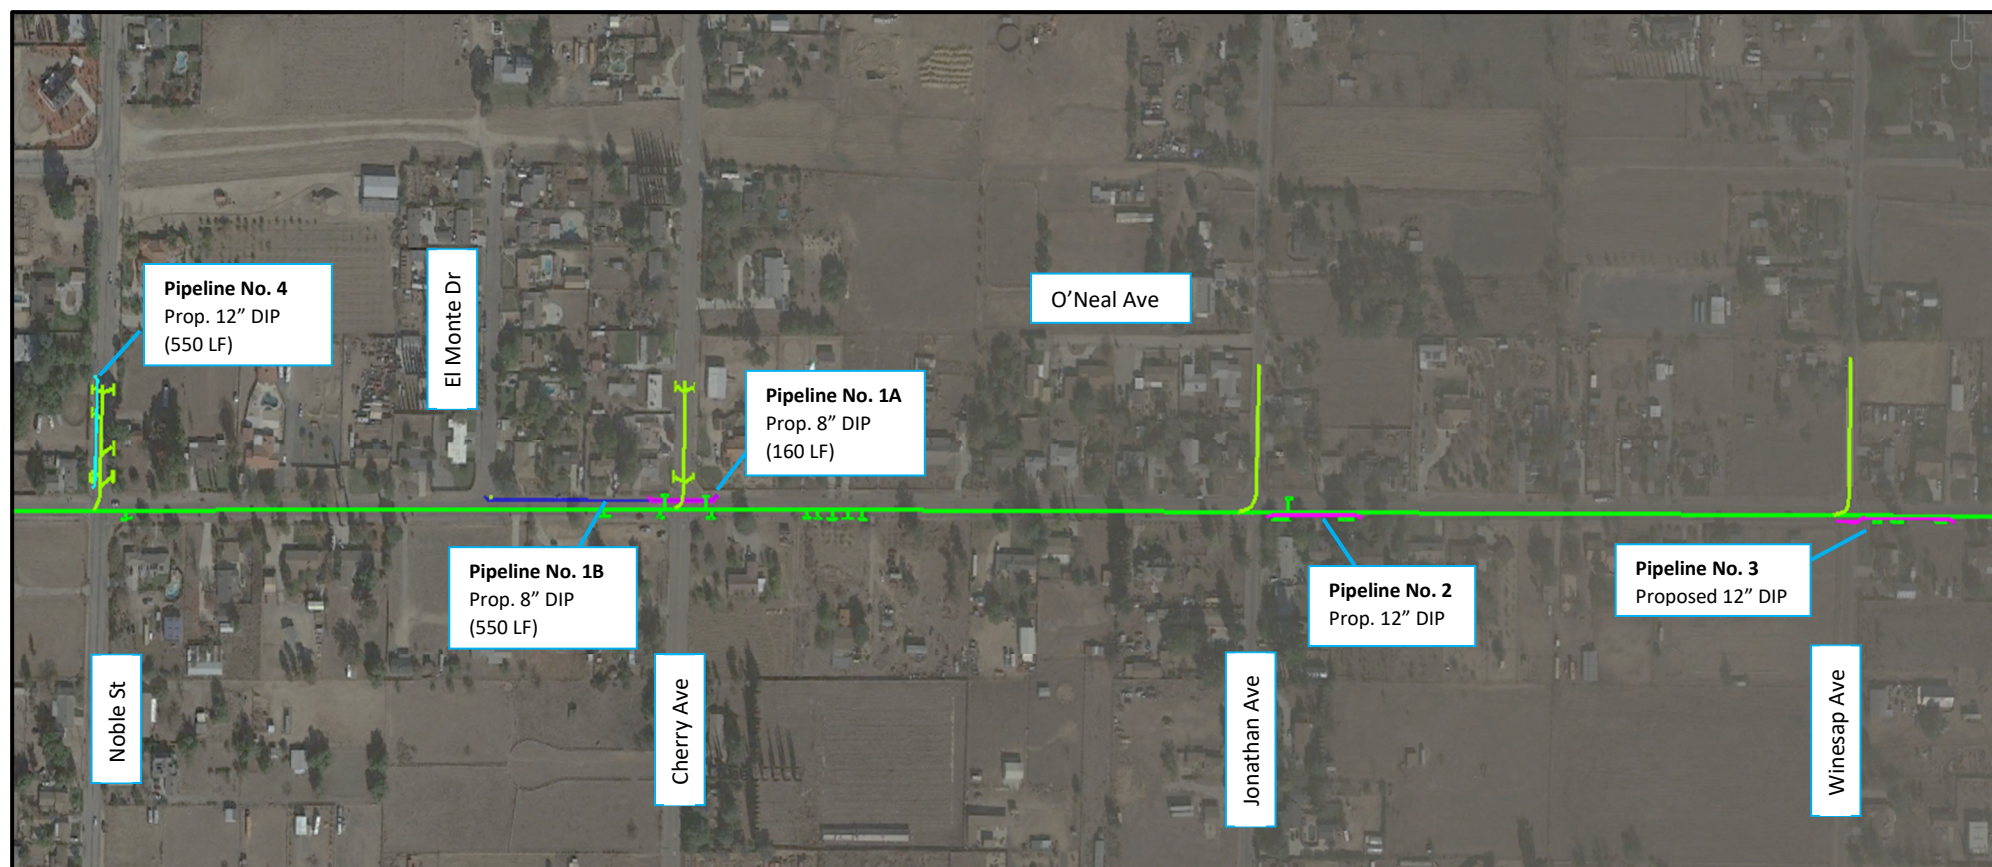 Pipeline No. 4
Prop. 12” DIP
(550 LF)
El Monte Dr
O’Neal Ave
Pipeline No. 1A
Prop. 8” DIP
(160 LF)
Pipeline No. 1B
Prop. 8” DIP
(550 LF)
Pipeline No. 2
Prop. 12” DIP
Pipeline No. 3
Proposed 12” DIP
Noble St
Cherry Ave
Jonathan Ave
Winesap Ave